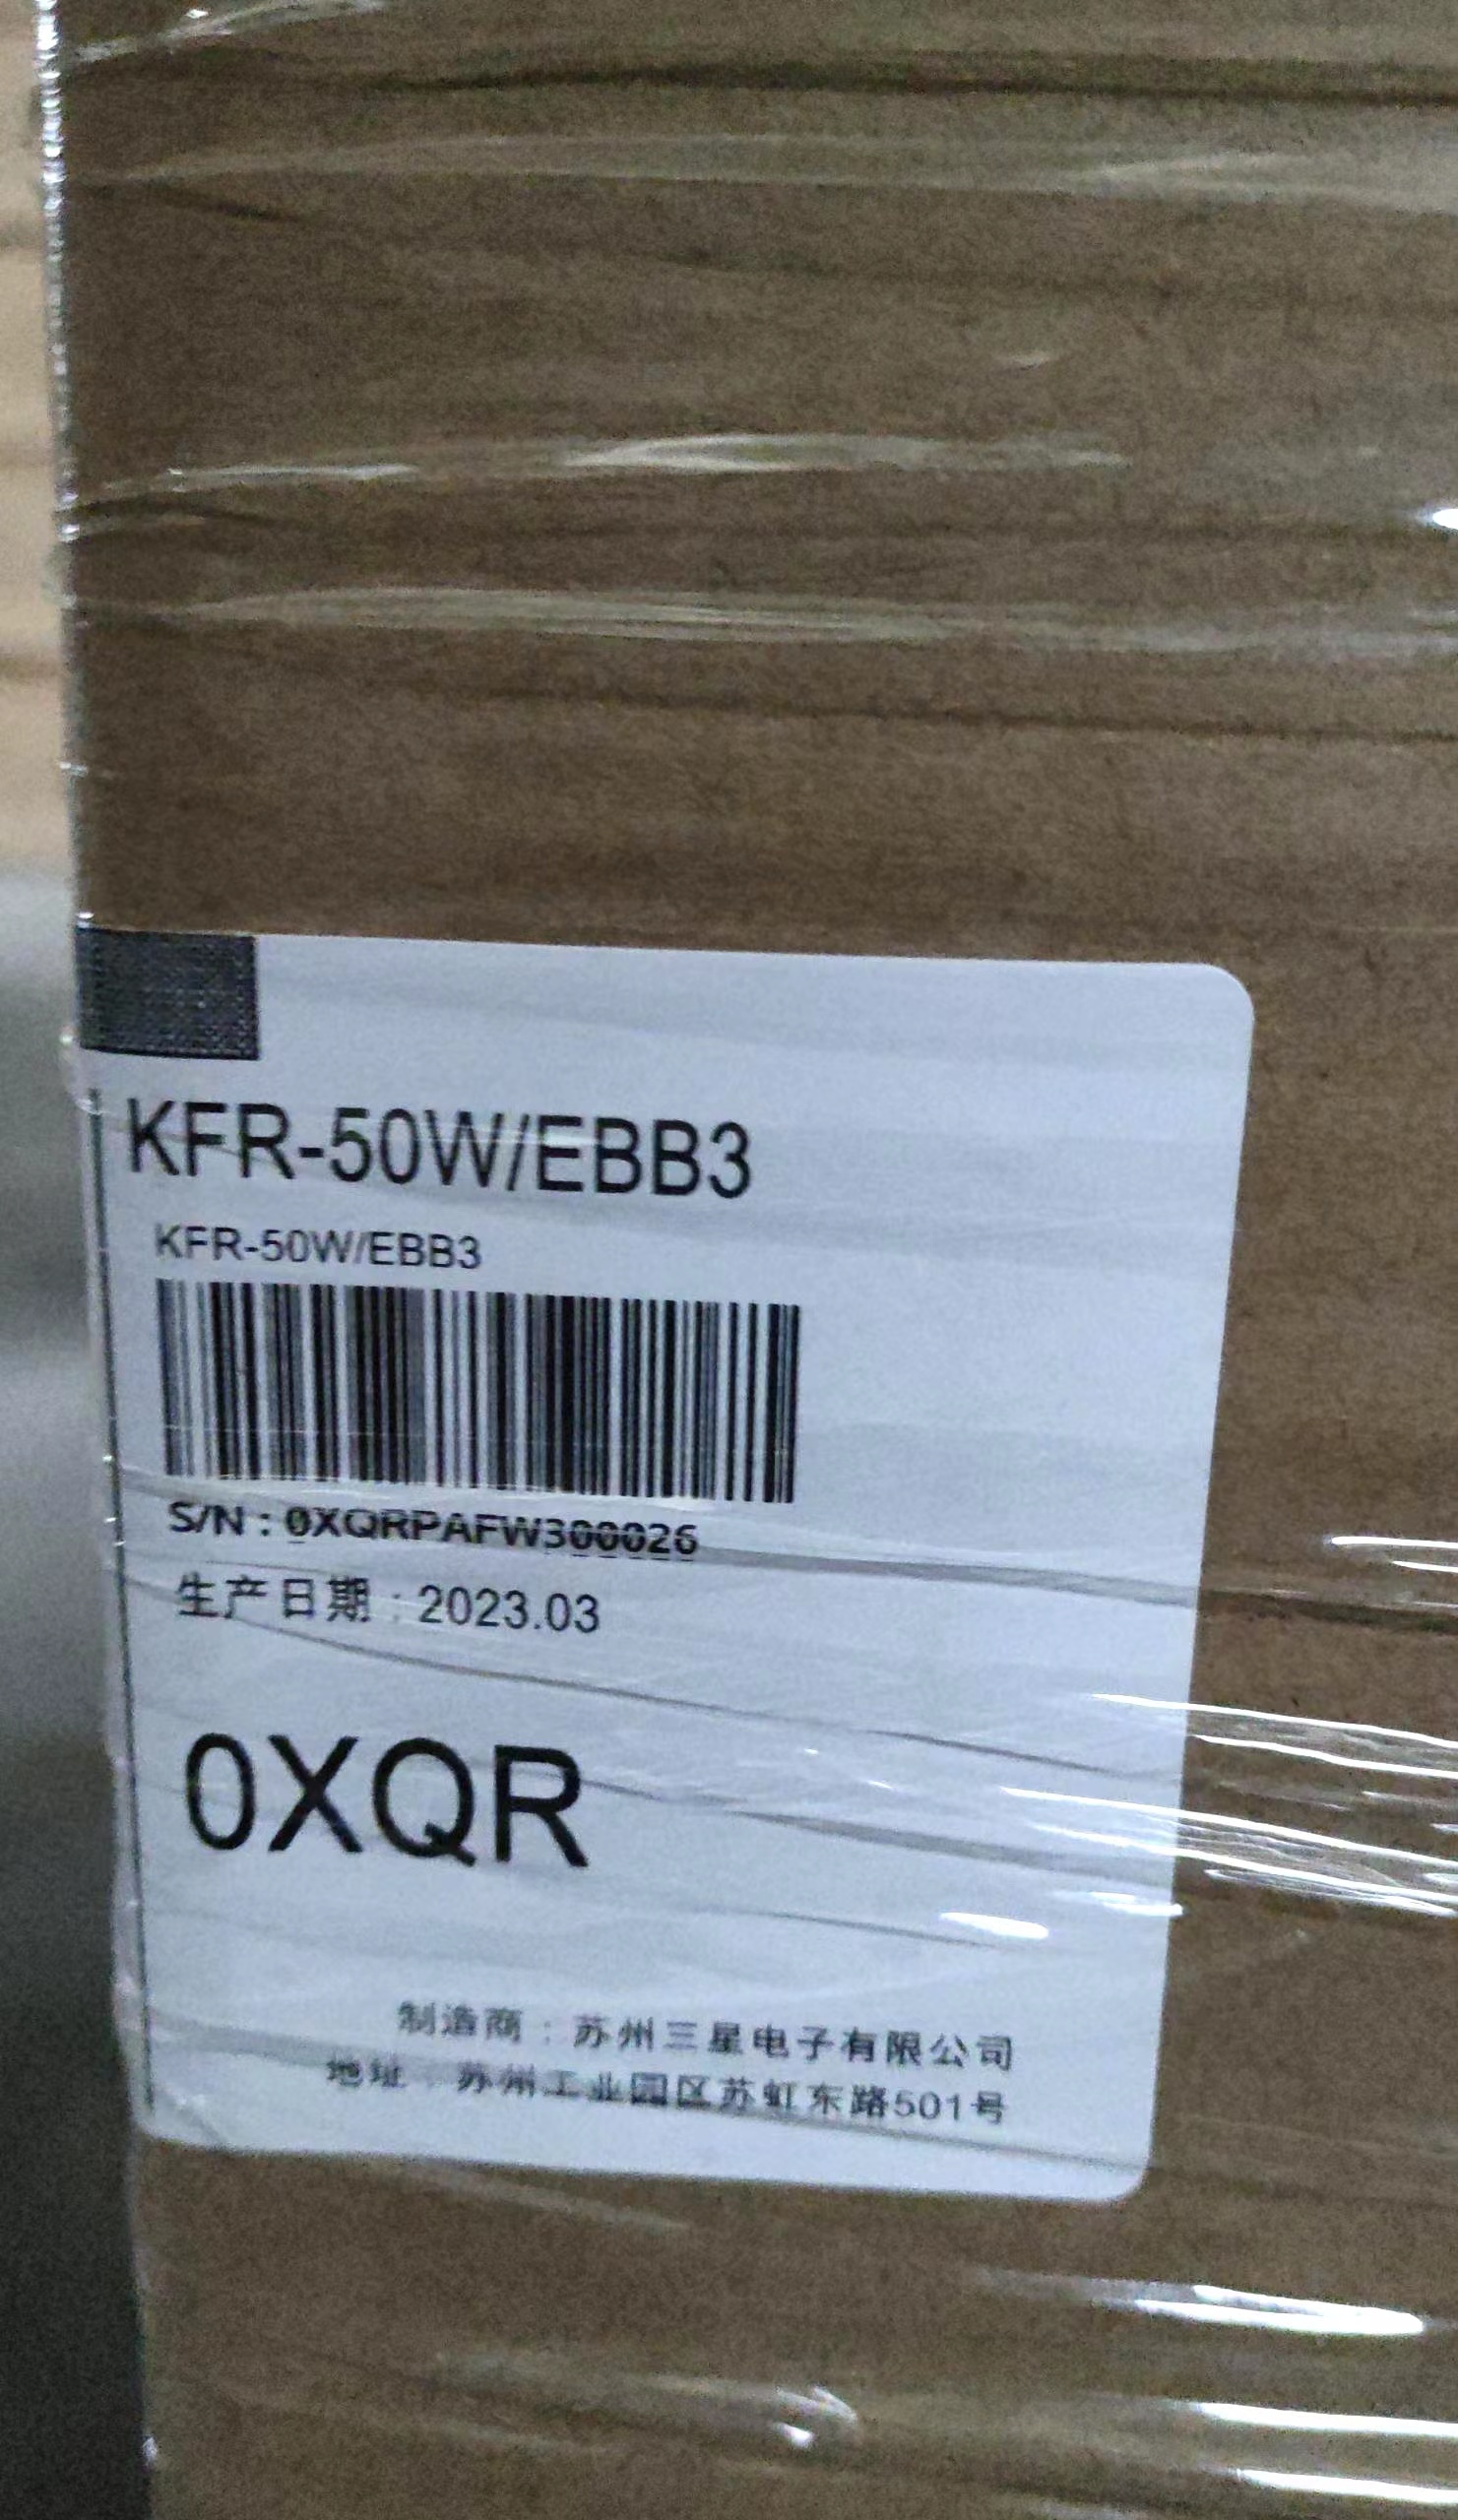 KFR-50W/EBB3
KFR-50W/EBB3
S/N : 0XQRPAFW300026
生产日期 : 2023.03
0XQR
制造商 : 苏州三星电子有限公司
地址 : 苏州工业园区苏虹东路501号